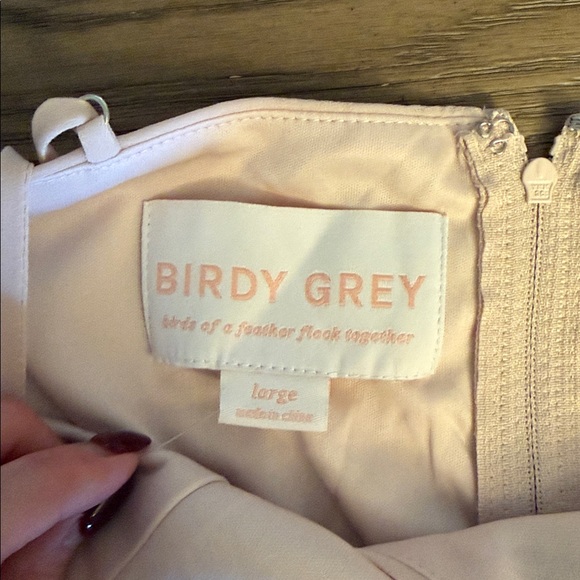 BIRDY GREY
birds of a feather flock together
large
made in china